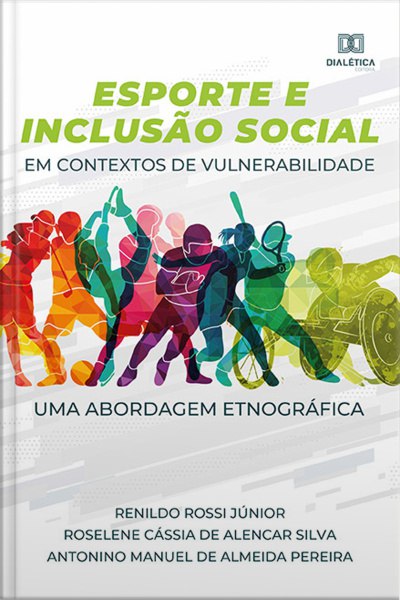 DIALÉTICA
EDITORA
ESPORTE E
INCLUSÃO SOCIAL
EM CONTEXTOS DE VULNERABILIDADE
UMA ABORDAGEM ETNOGRÁFICA
RENILDO ROSSI JÚNIOR
ROSELENE CÁSSIA DE ALENCAR SILVA
ANTONINO MANUEL DE ALMEIDA PEREIRA